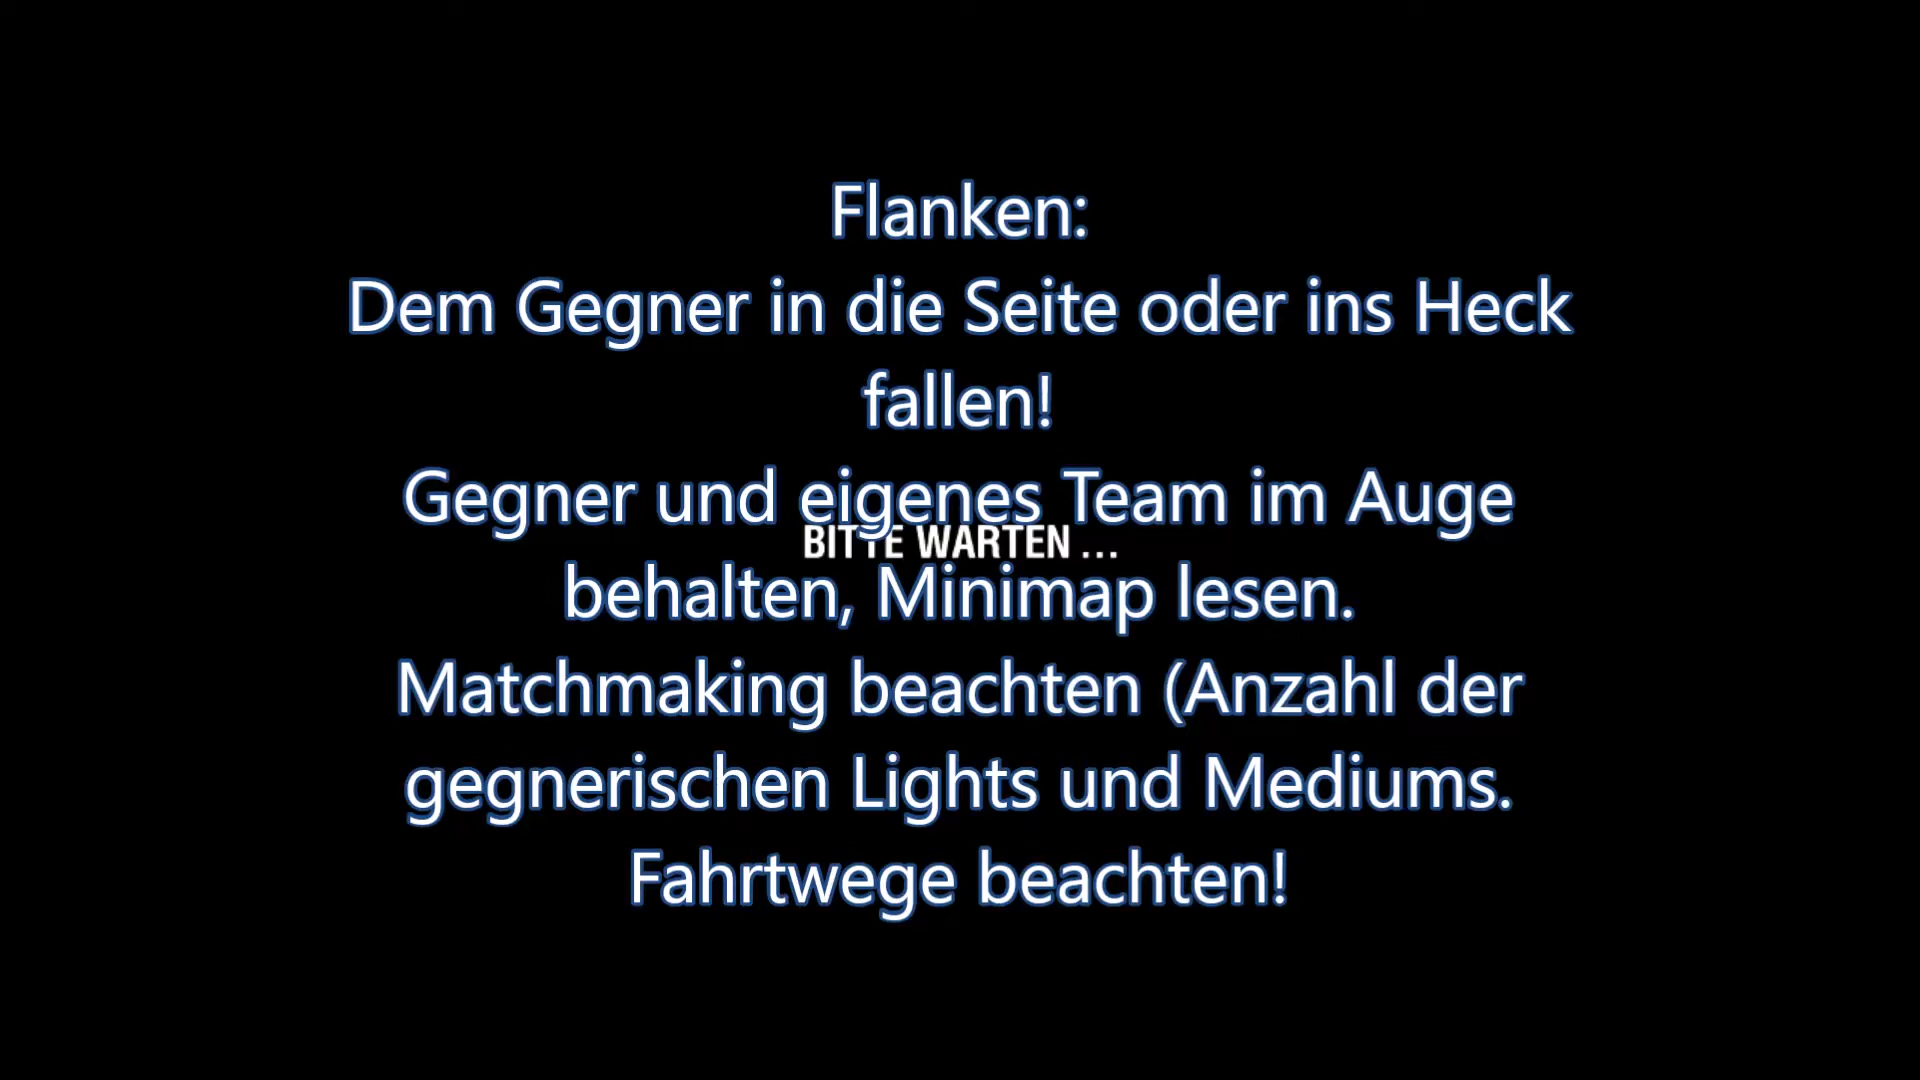 Flanken:
Dem Gegner in die Seite oder ins Heck
fallen!
Gegner und eigenes Team im Auge
BITTE WARTEN ...
behalten, Minimap lesen.
Matchmaking beachten (Anzahl der
gegnerischen Lights und Mediums.
Fahrtwege beachten!